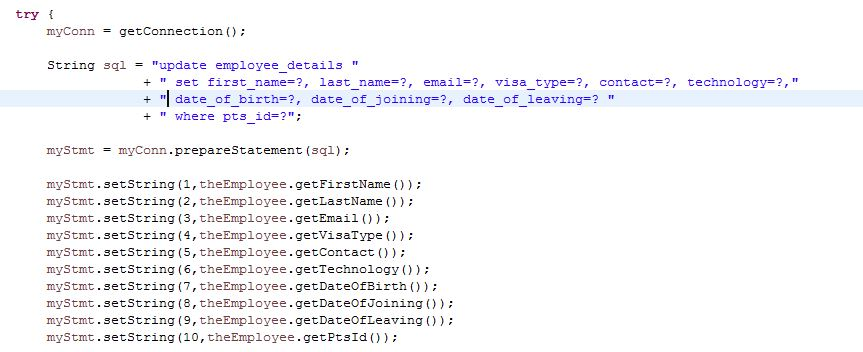 try {
myConn = getConnection();
String sql = "update employee_details "
+ " set first_name=?, last_name=?, email=?, visa_type=?, contact=?, technology=?,"
+ " date_of_birth=?, date_of_joining=?, date_of_leaving=? "
+ " where pts_id=?";
myStmt = myConn.prepareStatement(sql);
myStmt.setString(1,theEmployee.getFirstName());
myStmt.setString(2,theEmployee.getLastName());
myStmt.setString(3,theEmployee.getEmail());
myStmt.setString(4,theEmployee.getVisaType());
myStmt.setString(5,theEmployee.getContact());
myStmt.setString(6,theEmployee.getTechnology());
myStmt.setString(7,theEmployee.getDateOfBirth());
myStmt.setString(8,theEmployee.getDateOfJoining());
myStmt.setString(9,theEmployee.getDateOfLeaving());
myStmt.setString(10,theEmployee.getPtsId());